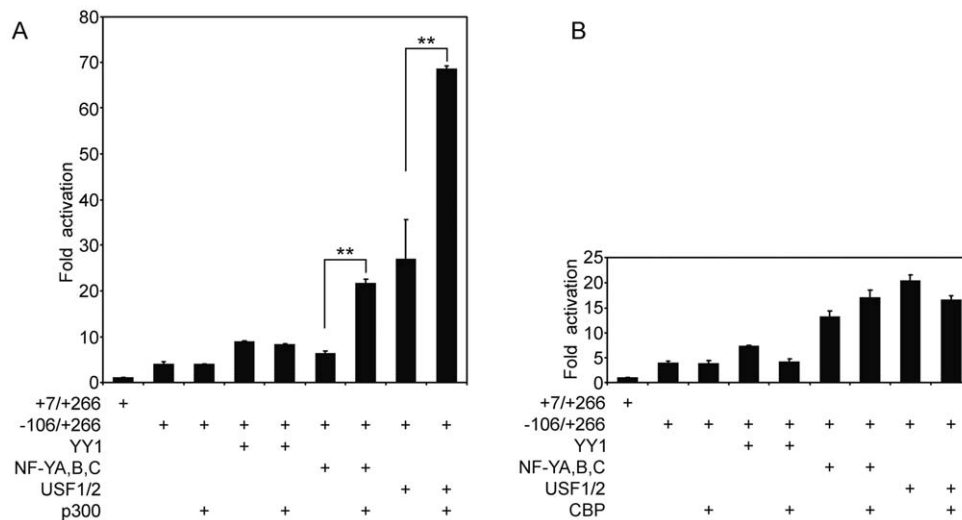 A
Fold activation
80
70
60
50
40
30
20
10
0
** **
+7/+266 +
-106/+266 + + + + + + + +
YY1 + +
NF-YA,B,C + +
USF1/2 + +
p300 + + + +
B
Fold activation
25
20
15
10
5
0
+7/+266 +
-106/+266 + + + + + + + +
YY1 + +
NF-YA,B,C + +
USF1/2 + +
CBP + + + +